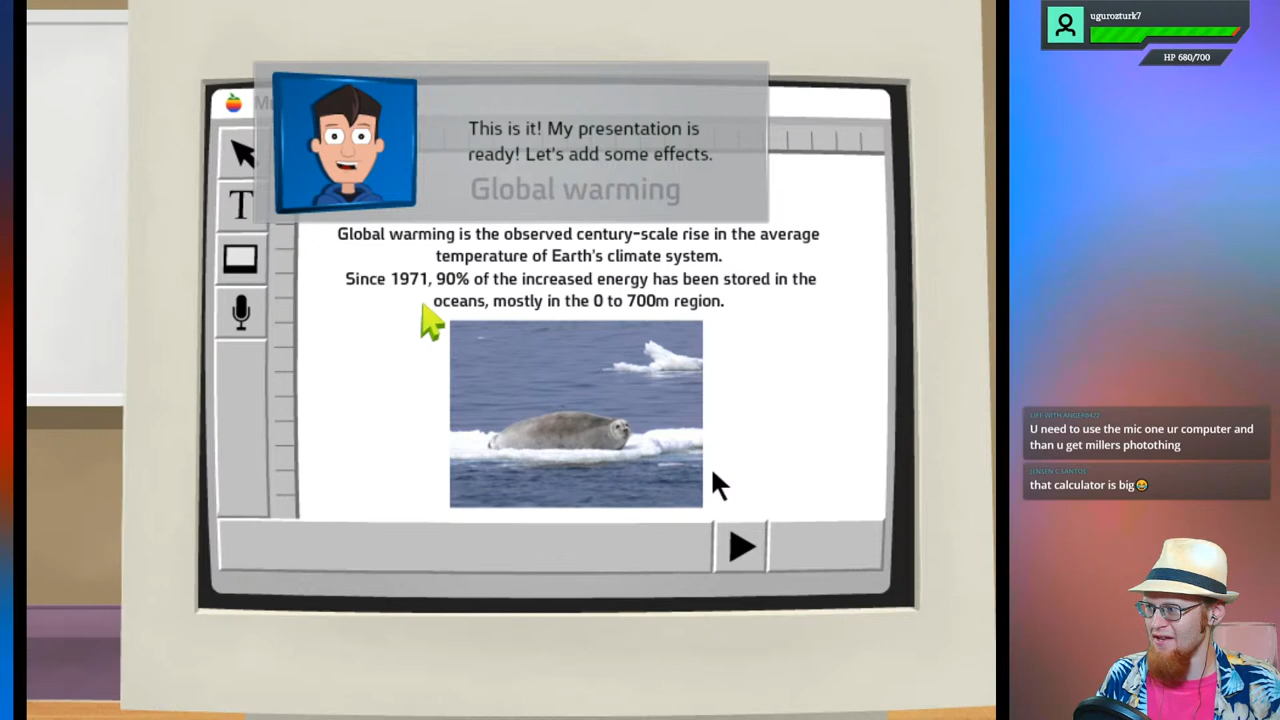 ugurozturk7
HP 680/700
This is it! My presentation is
ready! Let's add some effects.
Global warming
Global warming is the observed century-scale rise in the average
temperature of Earth's climate system.
Since 1971, 90% of the increased energy has been stored in the
oceans, mostly in the 0 to 700m region.
T
U need to use the mic one ur computer and
than u get millers photothing
JENSEN C SANTOS
that calculator is big😅